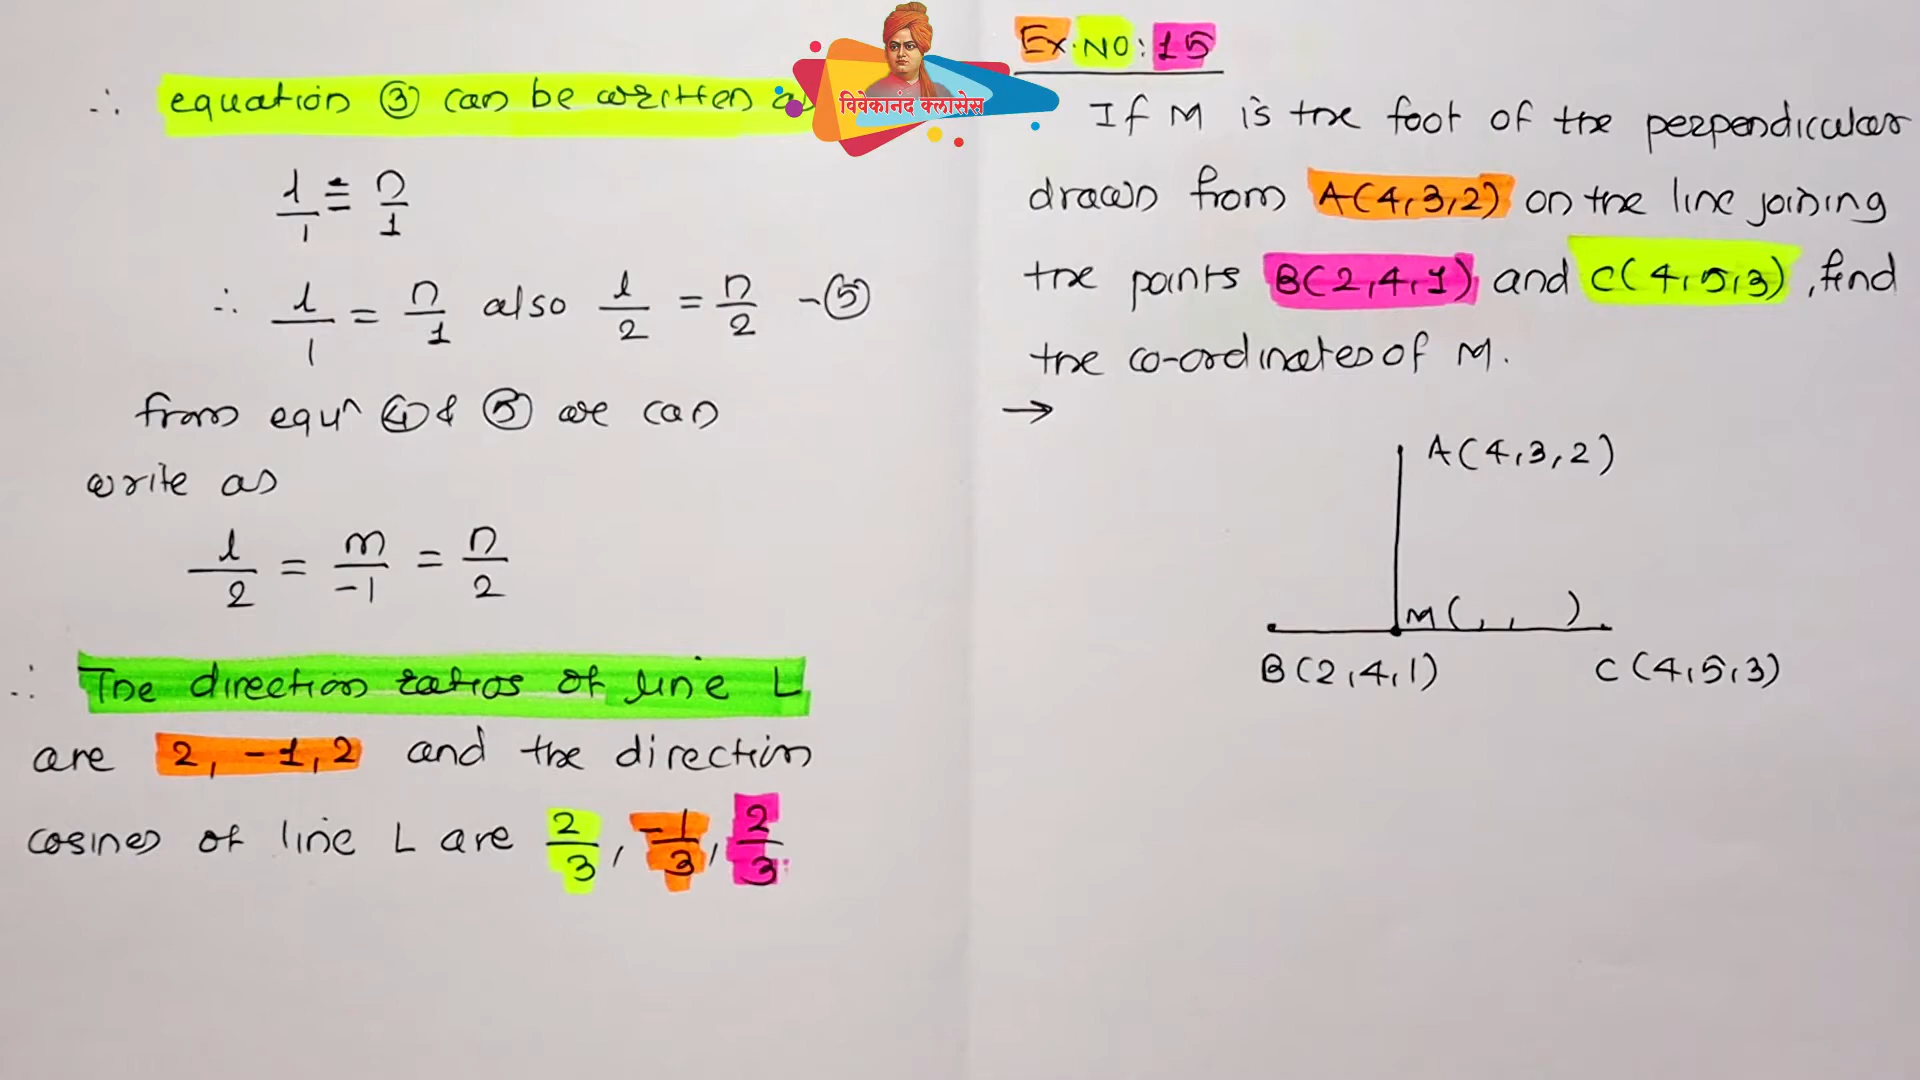 विवेकानंद क्लासेस
∴ equation ③ can be written as
l/1 = n/1
∴ l/1 = n/1 also l/2 = n/2 -⑤
from equⁿ ④ & ⑤ we can
write as
l/2 = m/-1 = n/2
∴ The direction ratios of line L
are 2, -1, 2 and the direction
cosines of line L are 2/3, -1/3, 2/3.
Ex.NO: 15
If M is the foot of the perpendicular
drawn from A(4,3,2) on the line joining
the points B(2,4,1) and C(4,5,3), find
the co-ordinates of M.
→
A(4,3,2)
M( , , )
B(2,4,1) C(4,5,3)